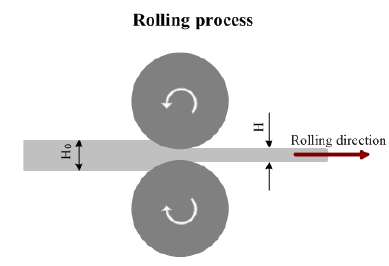 Rolling process
H₀
H
Rolling direction